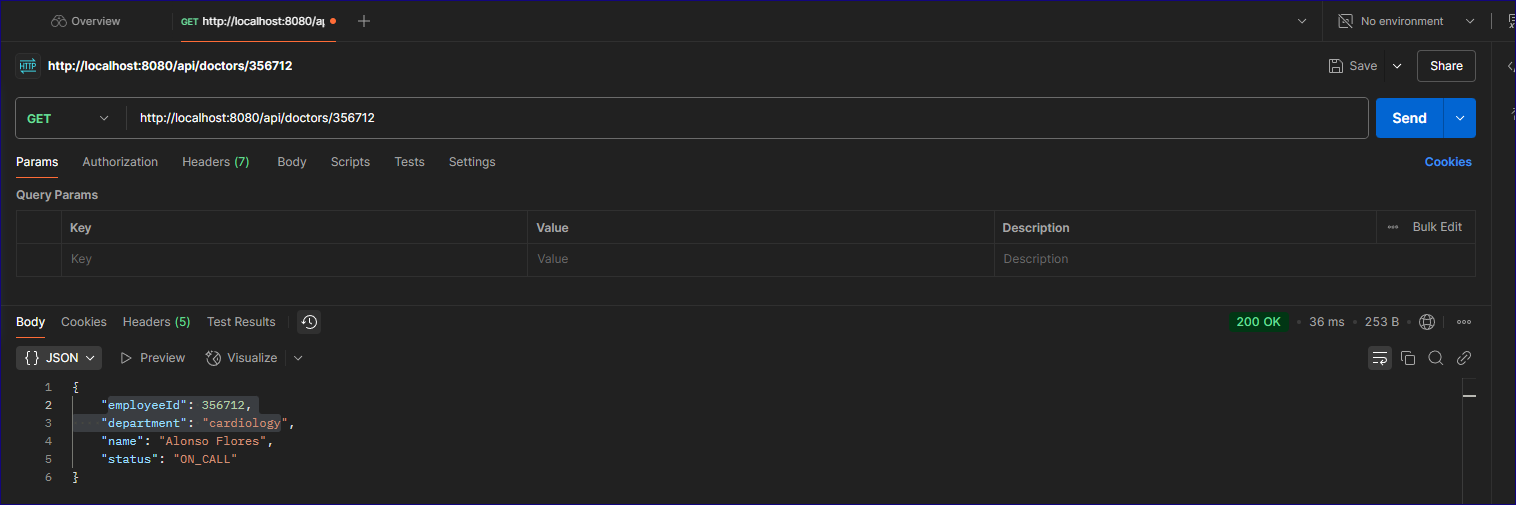 Overview GET http://localhost:8080/a No environment
HTTP http://localhost:8080/api/doctors/356712 Save Share
GET http://localhost:8080/api/doctors/356712 Send
Params Authorization Headers (7) Body Scripts Tests Settings Cookies
Query Params
Key Value Description Bulk Edit
Key Value Description
Body Cookies Headers (5) Test Results 200 OK • 36 ms • 253 B •
{} JSON Preview Visualize
1 {
2 "employeeId": 356712,
3 "department": "cardiology",
4 "name": "Alonso Flores",
5 "status": "ON_CALL"
6 }